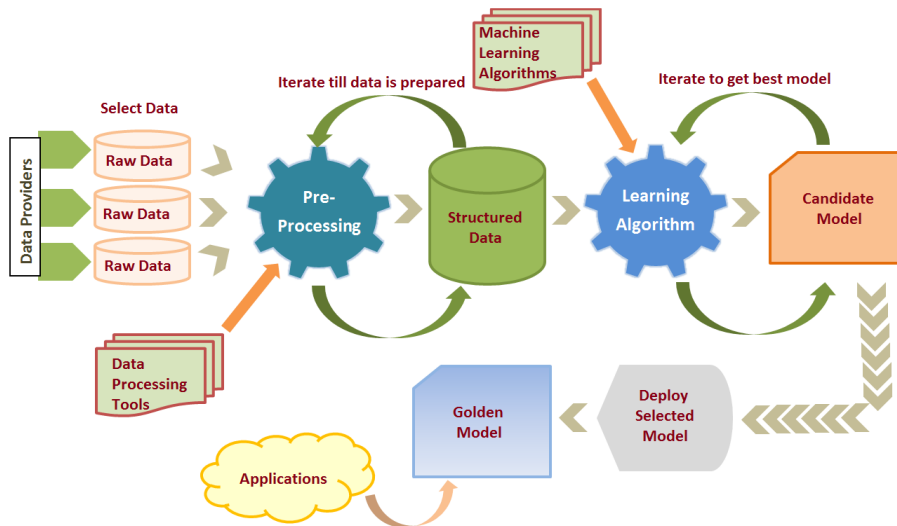 Machine
Learning
Algorithms
Iterate till data is prepared
Iterate to get best model
Select Data
Data Providers
Raw Data
Raw Data
Raw Data
Pre-
Processing
Structured
Data
Learning
Algorithm
Candidate
Model
Data
Processing
Tools
Golden
Model
Deploy
Selected
Model
Applications